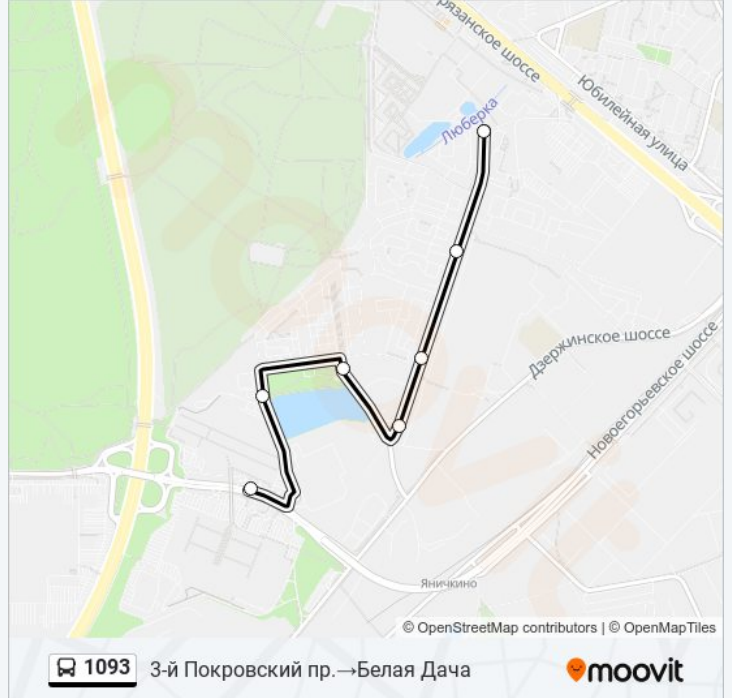 рязанское шоссе
Юбилейная улица
Люберка
Дзержинское шоссе
Новоегорьевское шоссе
Яничкино
© OpenStreetMap contributors | © OpenMapTiles
1093 3-й Покровский пр.→Белая Дача moovit